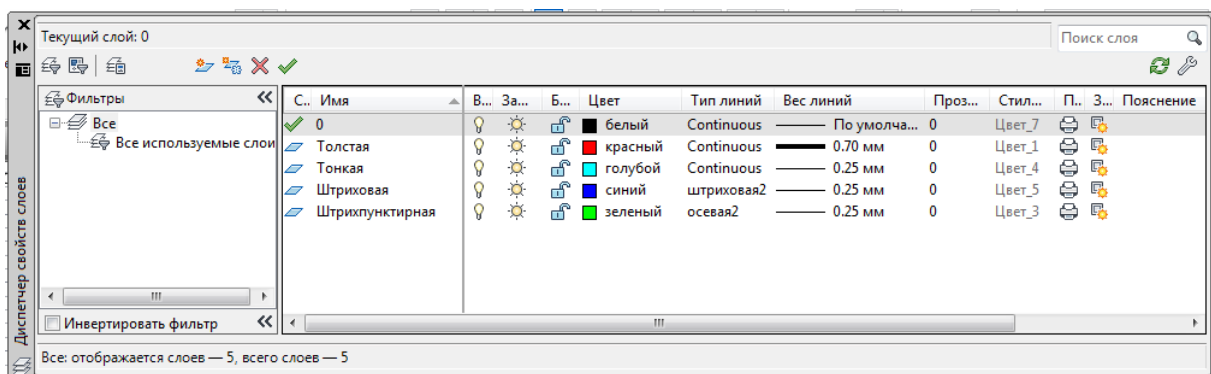 Текущий слой: 0
Поиск слоя
Фильтры
Все
Все используемые слои
С.. Имя В... За... Б... Цвет Тип линий Вес линий Проз... Стил... П.. З... Пояснение
0 белый Continuous По умолча... 0 Цвет_7
Толстая красный Continuous 0.70 мм 0 Цвет_1
Тонкая голубой Continuous 0.25 мм 0 Цвет_4
Штриховая синий штриховая2 0.25 мм 0 Цвет_5
Штрихпунктирная зеленый осевая2 0.25 мм 0 Цвет_3
Инвертировать фильтр
Все: отображается слоев — 5, всего слоев — 5
Диспетчер свойств слоев